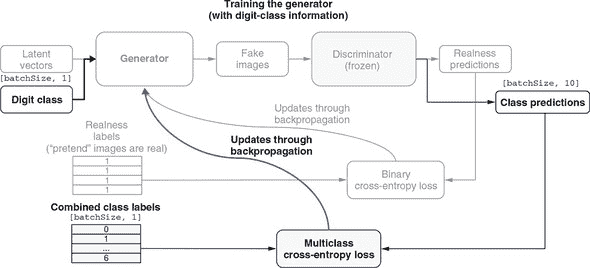 Training the generator
(with digit-class information)
Latent
vectors
[batchSize, 1]
Digit class
Generator
Fake
images
Discriminator
(frozen)
Realness
predictions
[batchSize, 10]
Class predictions
Updates through
backpropagation
Updates through
backpropagation
Realness
labels
(“pretend” images are real)
1
1
1
1
Binary
cross-entropy loss
Combined class labels
[batchSize, 1]
0
1
...
6
Multiclass
cross-entropy loss